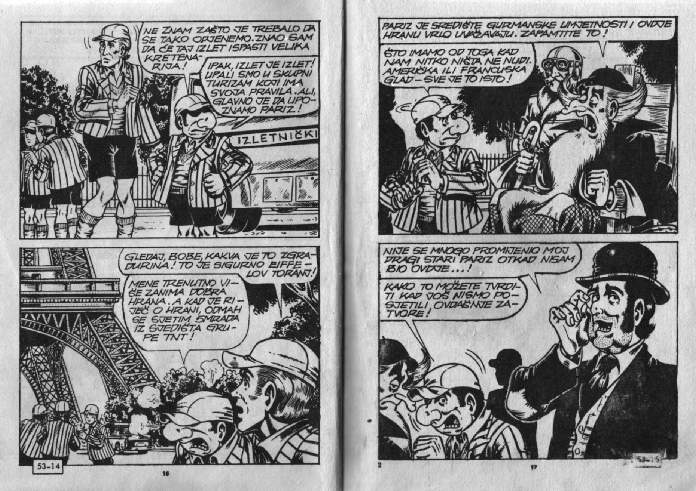 NE ZNAM ZAŠTO JE TREBALO DA
SE TAKO ODJENEMO. ZNAO SAM
DA ĆE TAJ IZLET ISPASTI VELIKA
KRETENA-
RIJA!
IPAK, IZLET JE IZLET!
UPALI SMO U SKUPNI
TURIZAM KOJI IMA
SVOJA PRAVILA. ALI,
GLAVNO JE DA UPO-
ZNAMO PARIZ!
IZLETNIČKI
GLEDAJ, BOBE, KAKVA JE TO ZGRA-
DURINA! TO JE SIGURNO EIFFE-
LOV TORANJ!
MENE TRENUTNO VI-
ŠE ZANIMA DOBRA
HRANA.. A KAD JE RI-
JEČ O HRANI, ODMAH
SE SJETIM SVRAĆA
IZ SJEDIŠTA GRU-
PE TNT!
53-14
16
PARIZ JE SREDIŠTE GURMANSKE UMJETNOSTI I OVDJE
HRANU VRLO UVAŽAVAJU. ZAPAMTITE TO!
ŠTO IMAMO OD TOGA KAD
NAM NITKO NIŠTA NE NUDI.
AMERIČKA ILI FRANCUSKA
GLAD- SVE JE TO ISTO!
NIJE SE MNOGO PROMIJENIO MOJ
DRAGI STARI PARIZ OTKAD NISAM
BIO OVDJE...!
KAKO TO MOŽETE TVRDI-
TI KAD JOŠ NISMO PO-
SJETILI, OVDAŠNJE ZA-
TVORE!
2
17